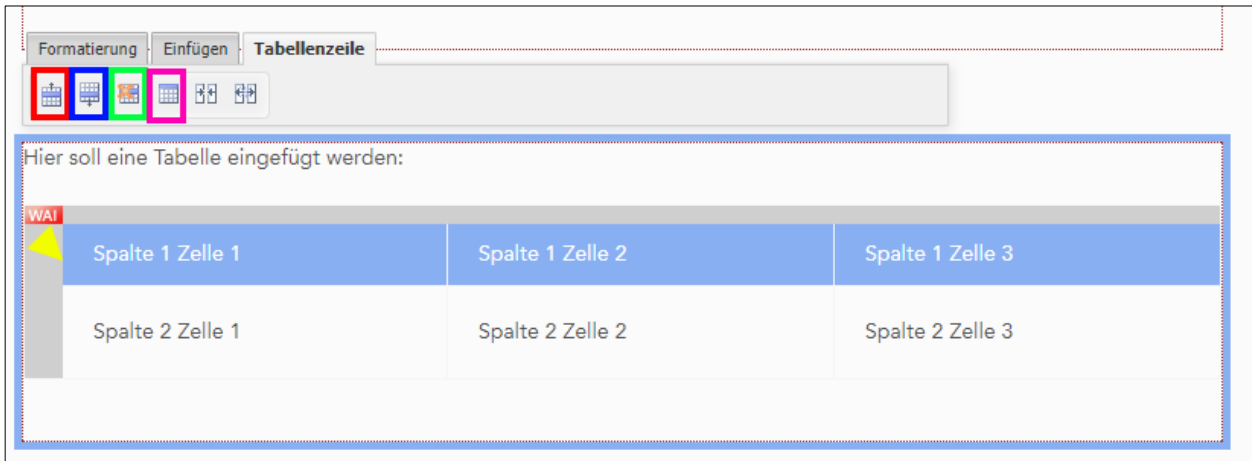 Formatierung Einfügen Tabellenzeile
Hier soll eine Tabelle eingefügt werden:
WAI
Spalte 1 Zelle 1 Spalte 1 Zelle 2 Spalte 1 Zelle 3
Spalte 2 Zelle 1 Spalte 2 Zelle 2 Spalte 2 Zelle 3